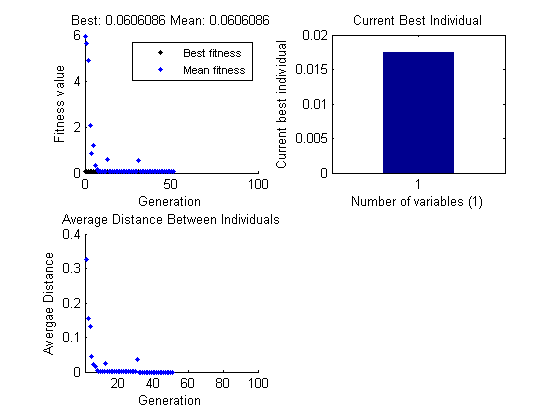 Best: 0.0606086 Mean: 0.0606086
6
4
2
0
Fitness value
Best fitness
Mean fitness
0
50
100
Generation
Current Best Individual
0.02
0.015
0.01
0.005
0
Current best individual
1
Number of variables (1)
Average Distance Between Individuals
0.4
0.3
0.2
0.1
0
Avergae Distance
20
40
60
80
100
Generation